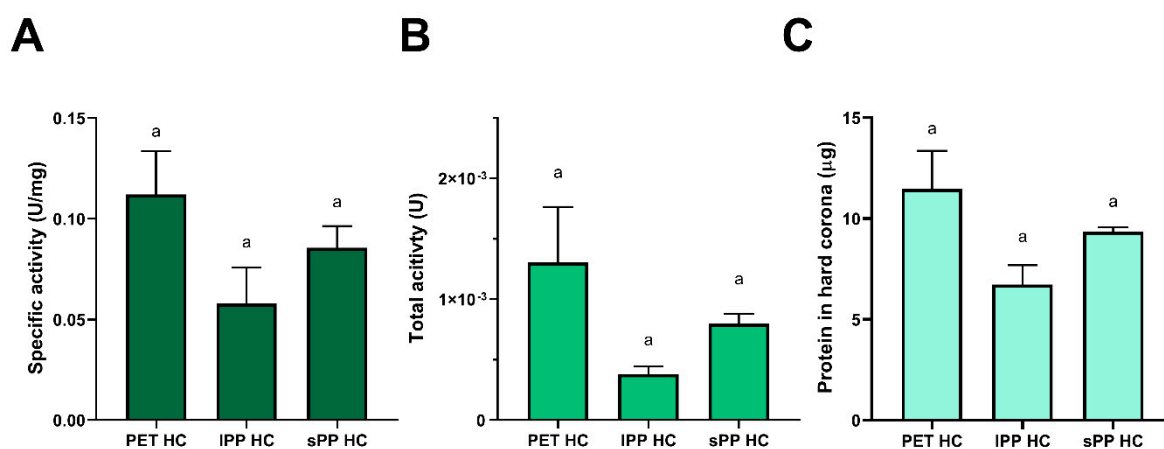 A
B
C
Specific activity (U/mg)
0.15
0.10
0.05
0.00
a
a
a
PET HC
lPP HC
sPP HC
Total acitivty (U)
2×10⁻³
1×10⁻³
0
a
a
a
PET HC
lPP HC
sPP HC
Protein in hard corona (μg)
15
10
5
0
a
a
a
PET HC
lPP HC
sPP HC